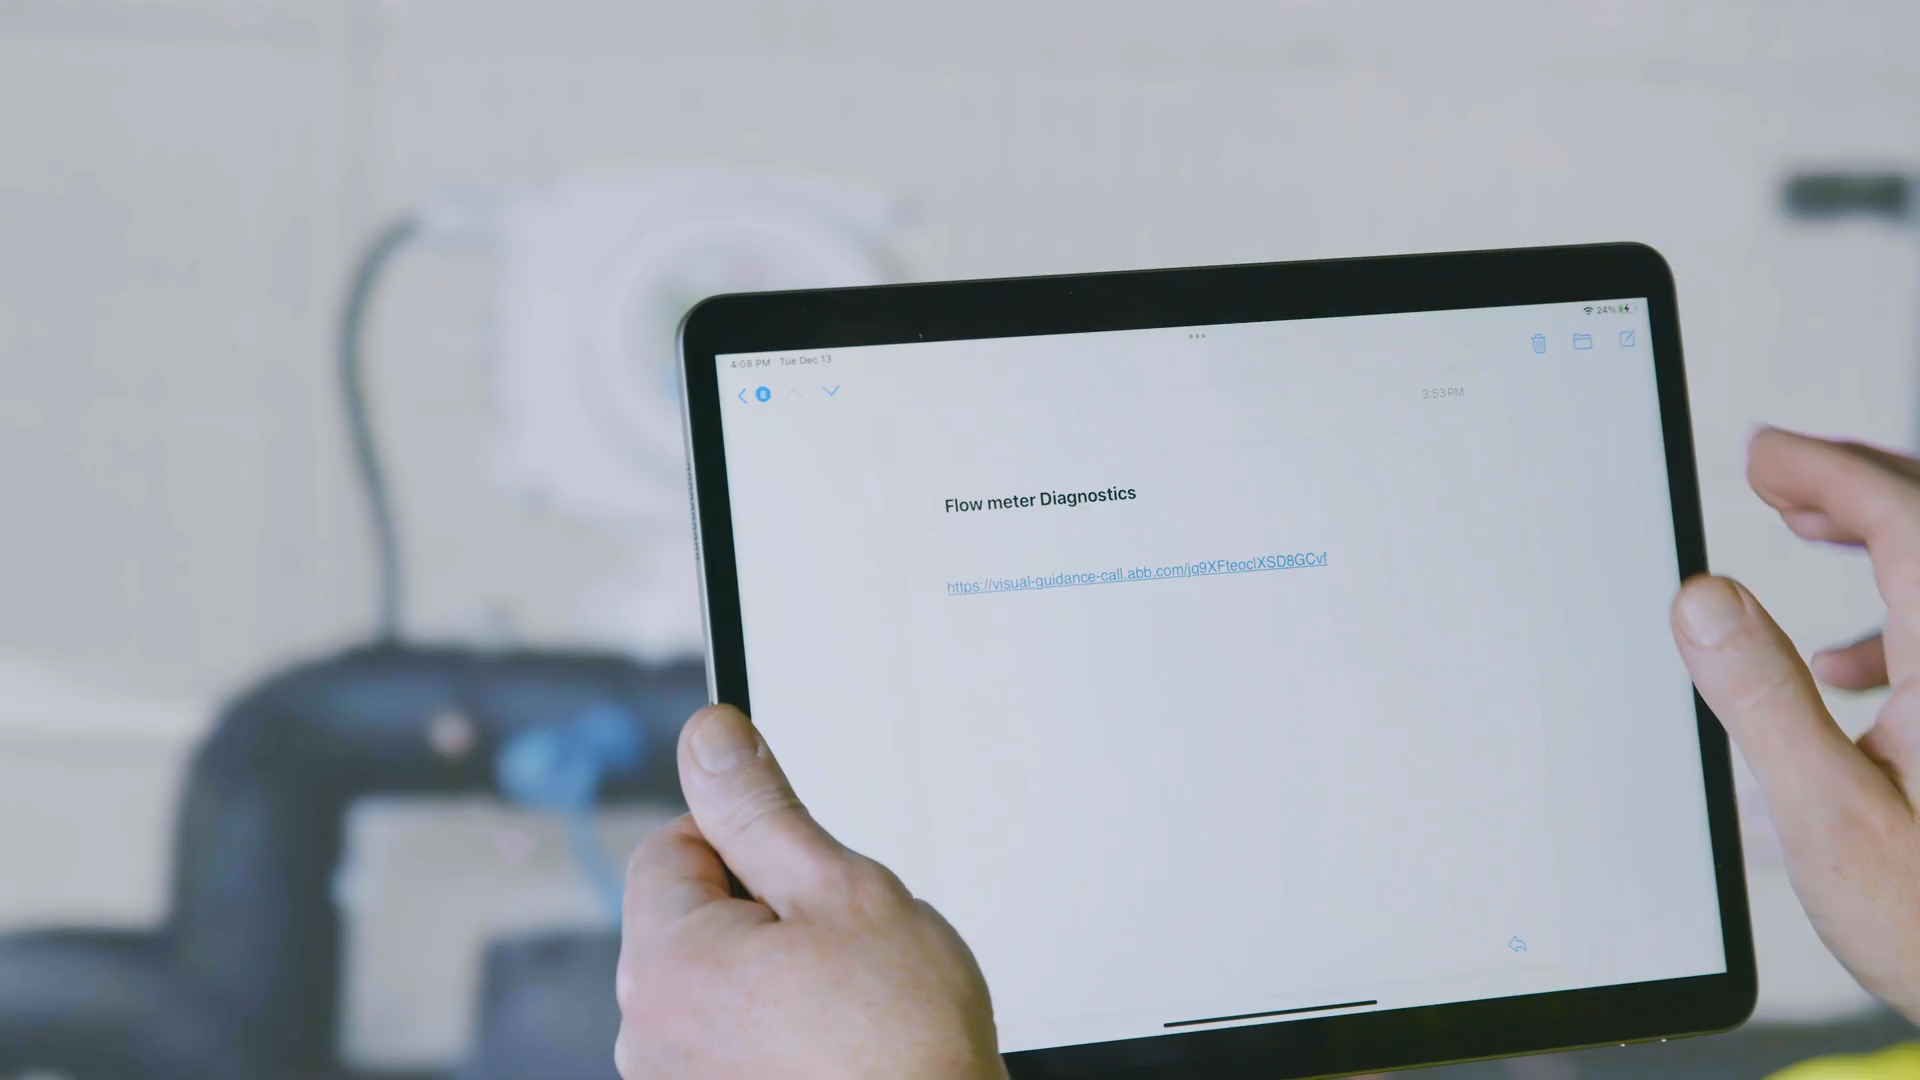 4:08 PM Tue Dec 13
24%
3:53 PM
Flow meter Diagnostics
https://visual-guidance-call.abb.com/jq9XFteoclXSD8GCvf